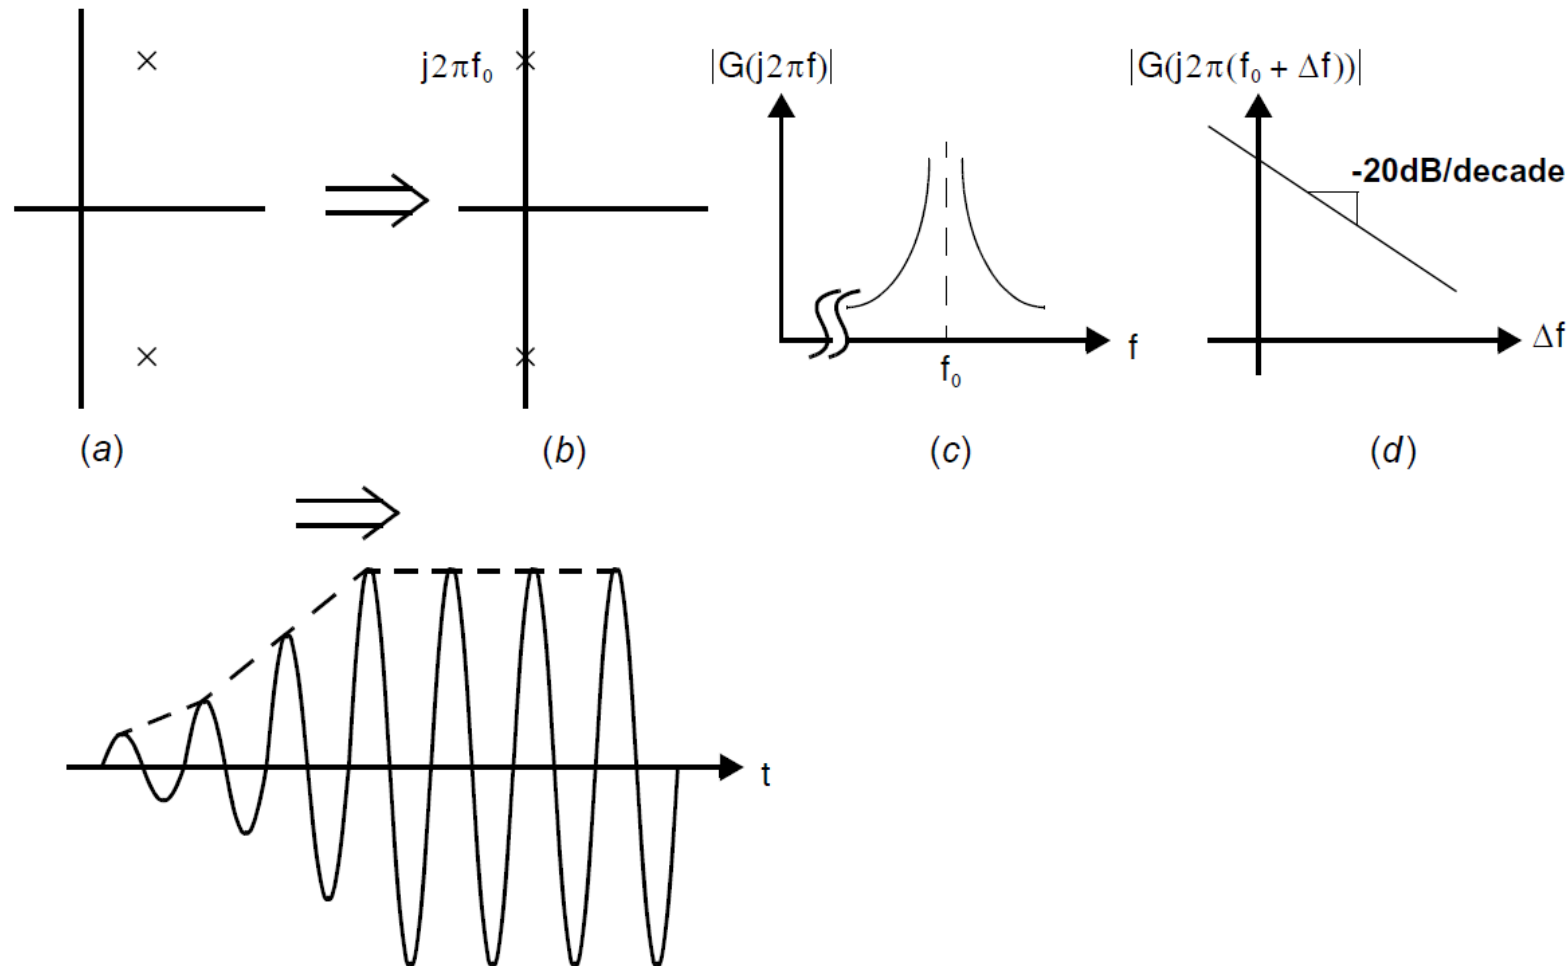 j2πf₀
|G(j2πf)|
|G(j2π(f₀ + Δf))|
-20dB/decade
f₀
f
Δf
(a)
(b)
(c)
(d)
t